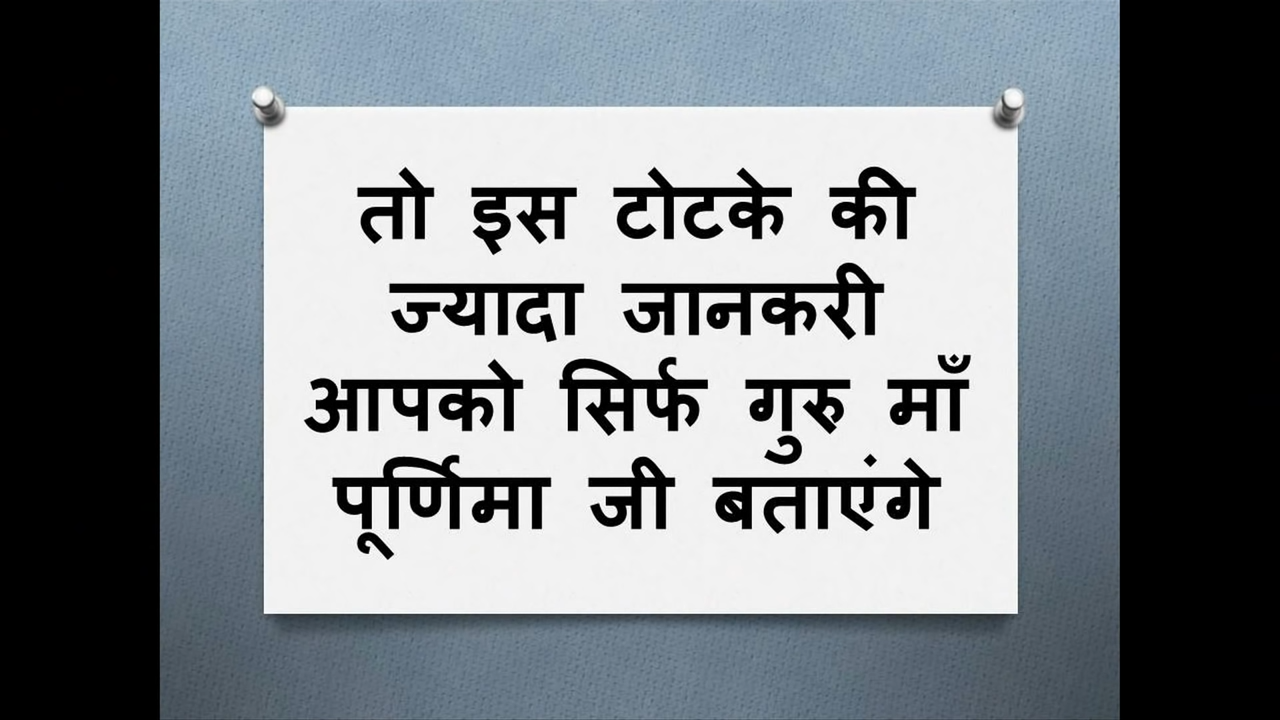 तो इस टोटके की
ज्यादा जानकरी
आपको सिर्फ गुरु माँ
पूर्णिमा जी बताएंगे